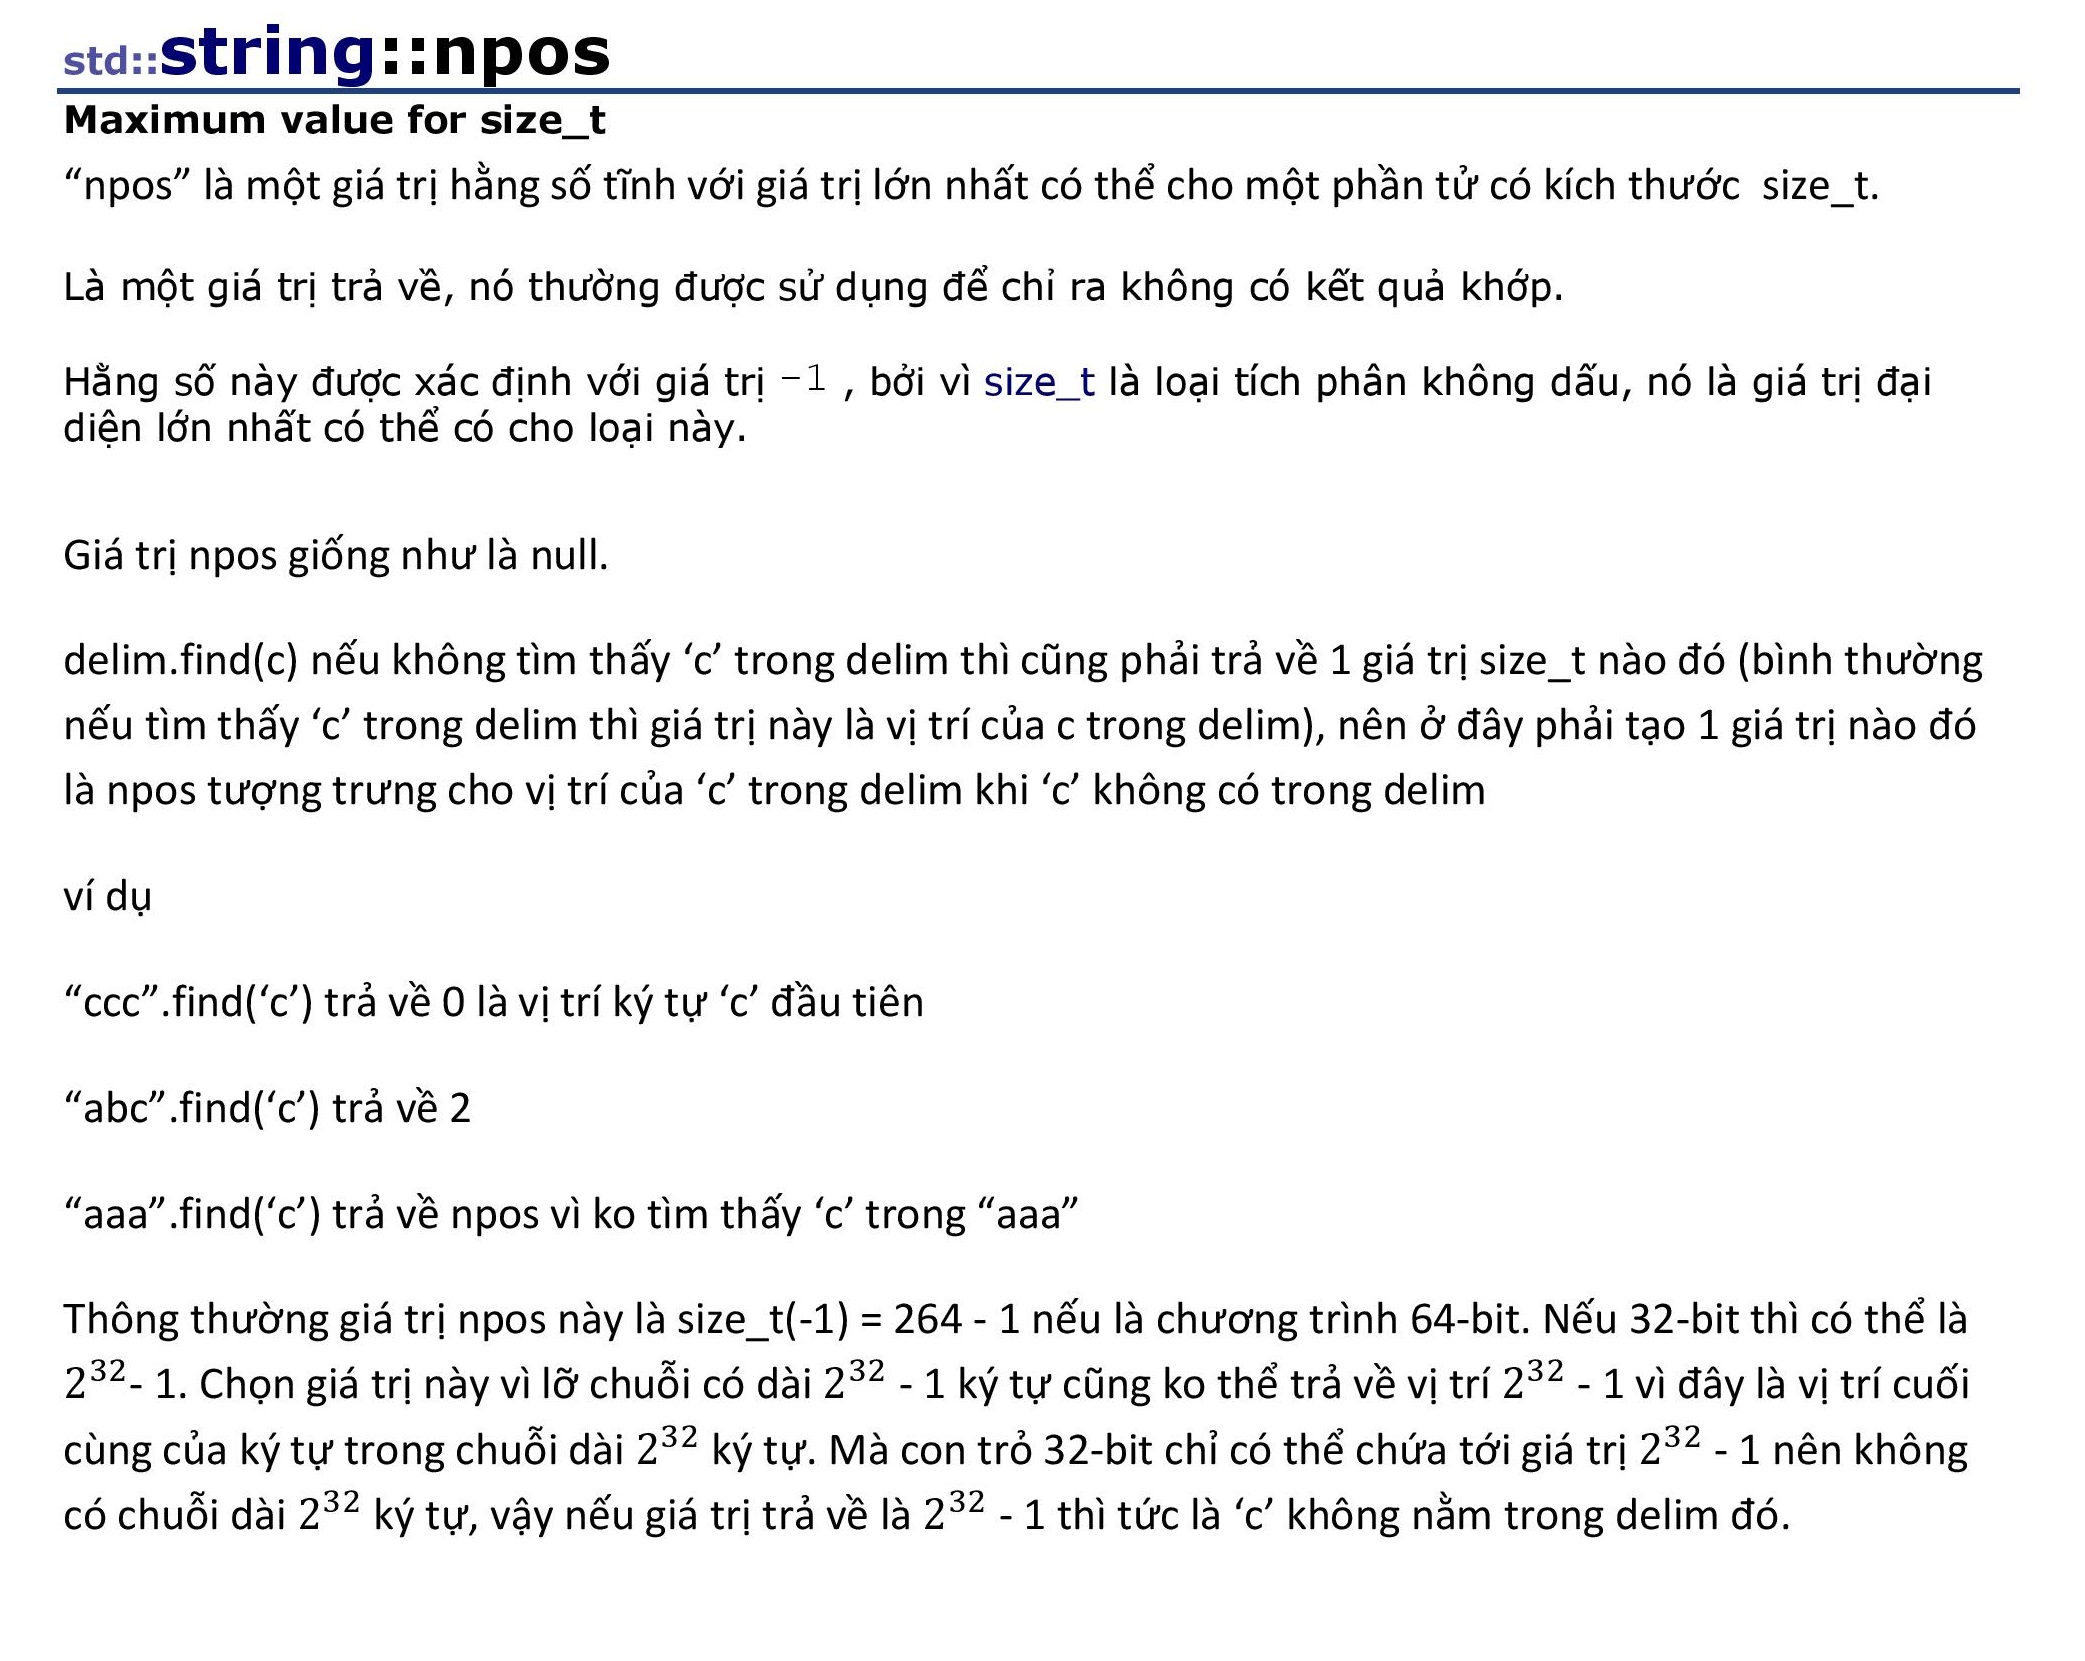 std::string::npos
Maximum value for size_t
“npos” là một giá trị hằng số tĩnh với giá trị lớn nhất có thể cho một phần tử có kích thước  size_t.
Là một giá trị trả về, nó thường được sử dụng để chỉ ra không có kết quả khớp.
Hằng số này được xác định với giá trị -1 , bởi vì size_t là loại tích phân không dấu, nó là giá trị đại
diện lớn nhất có thể có cho loại này.
Giá trị npos giống như là null.
delim.find(c) nếu không tìm thấy ‘c’ trong delim thì cũng phải trả về 1 giá trị size_t nào đó (bình thường
nếu tìm thấy ‘c’ trong delim thì giá trị này là vị trí của c trong delim), nên ở đây phải tạo 1 giá trị nào đó
là npos tượng trưng cho vị trí của ‘c’ trong delim khi ‘c’ không có trong delim
ví dụ
“ccc”.find(‘c’) trả về 0 là vị trí ký tự ‘c’ đầu tiên
“abc”.find(‘c’) trả về 2
“aaa”.find(‘c’) trả về npos vì ko tìm thấy ‘c’ trong “aaa”
Thông thường giá trị npos này là size_t(-1) = 264 - 1 nếu là chương trình 64-bit. Nếu 32-bit thì có thể là
2³²- 1. Chọn giá trị này vì lỡ chuỗi có dài 2³² - 1 ký tự cũng ko thể trả về vị trí 2³² - 1 vì đây là vị trí cuối
cùng của ký tự trong chuỗi dài 2³² ký tự. Mà con trỏ 32-bit chỉ có thể chứa tới giá trị 2³² - 1 nên không
có chuỗi dài 2³² ký tự, vậy nếu giá trị trả về là 2³² - 1 thì tức là ‘c’ không nằm trong delim đó.